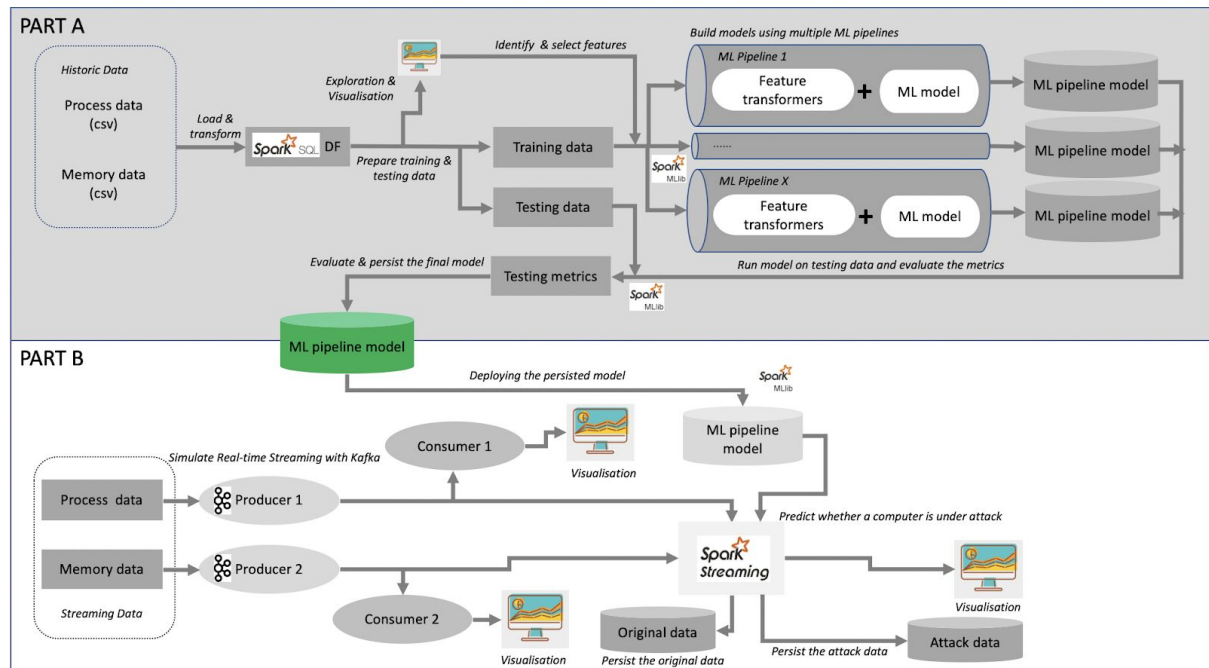 PART A
Historic Data
Process data
(csv)
Memory data
(csv)
Load &
transform
Spark SQL DF
Exploration &
Visualisation
Identify & select features
Prepare training &
testing data
Training data
Testing data
Spark
MLlib
Build models using multiple ML pipelines
ML Pipeline 1
Feature
transformers
+
ML model
ML pipeline model
......
ML pipeline model
ML Pipeline X
Feature
transformers
+
ML model
ML pipeline model
Run model on testing data and evaluate the metrics
Spark
MLlib
Testing metrics
Evaluate & persist the final model
ML pipeline model
PART B
Deploying the persisted model
Spark
MLlib
ML pipeline
model
Simulate Real-time Streaming with Kafka
Process data
Producer 1
Consumer 1
Visualisation
Memory data
Producer 2
Consumer 2
Visualisation
Streaming Data
Spark
Streaming
Predict whether a computer is under attack
Visualisation
Original data
Persist the original data
Attack data
Persist the attack data